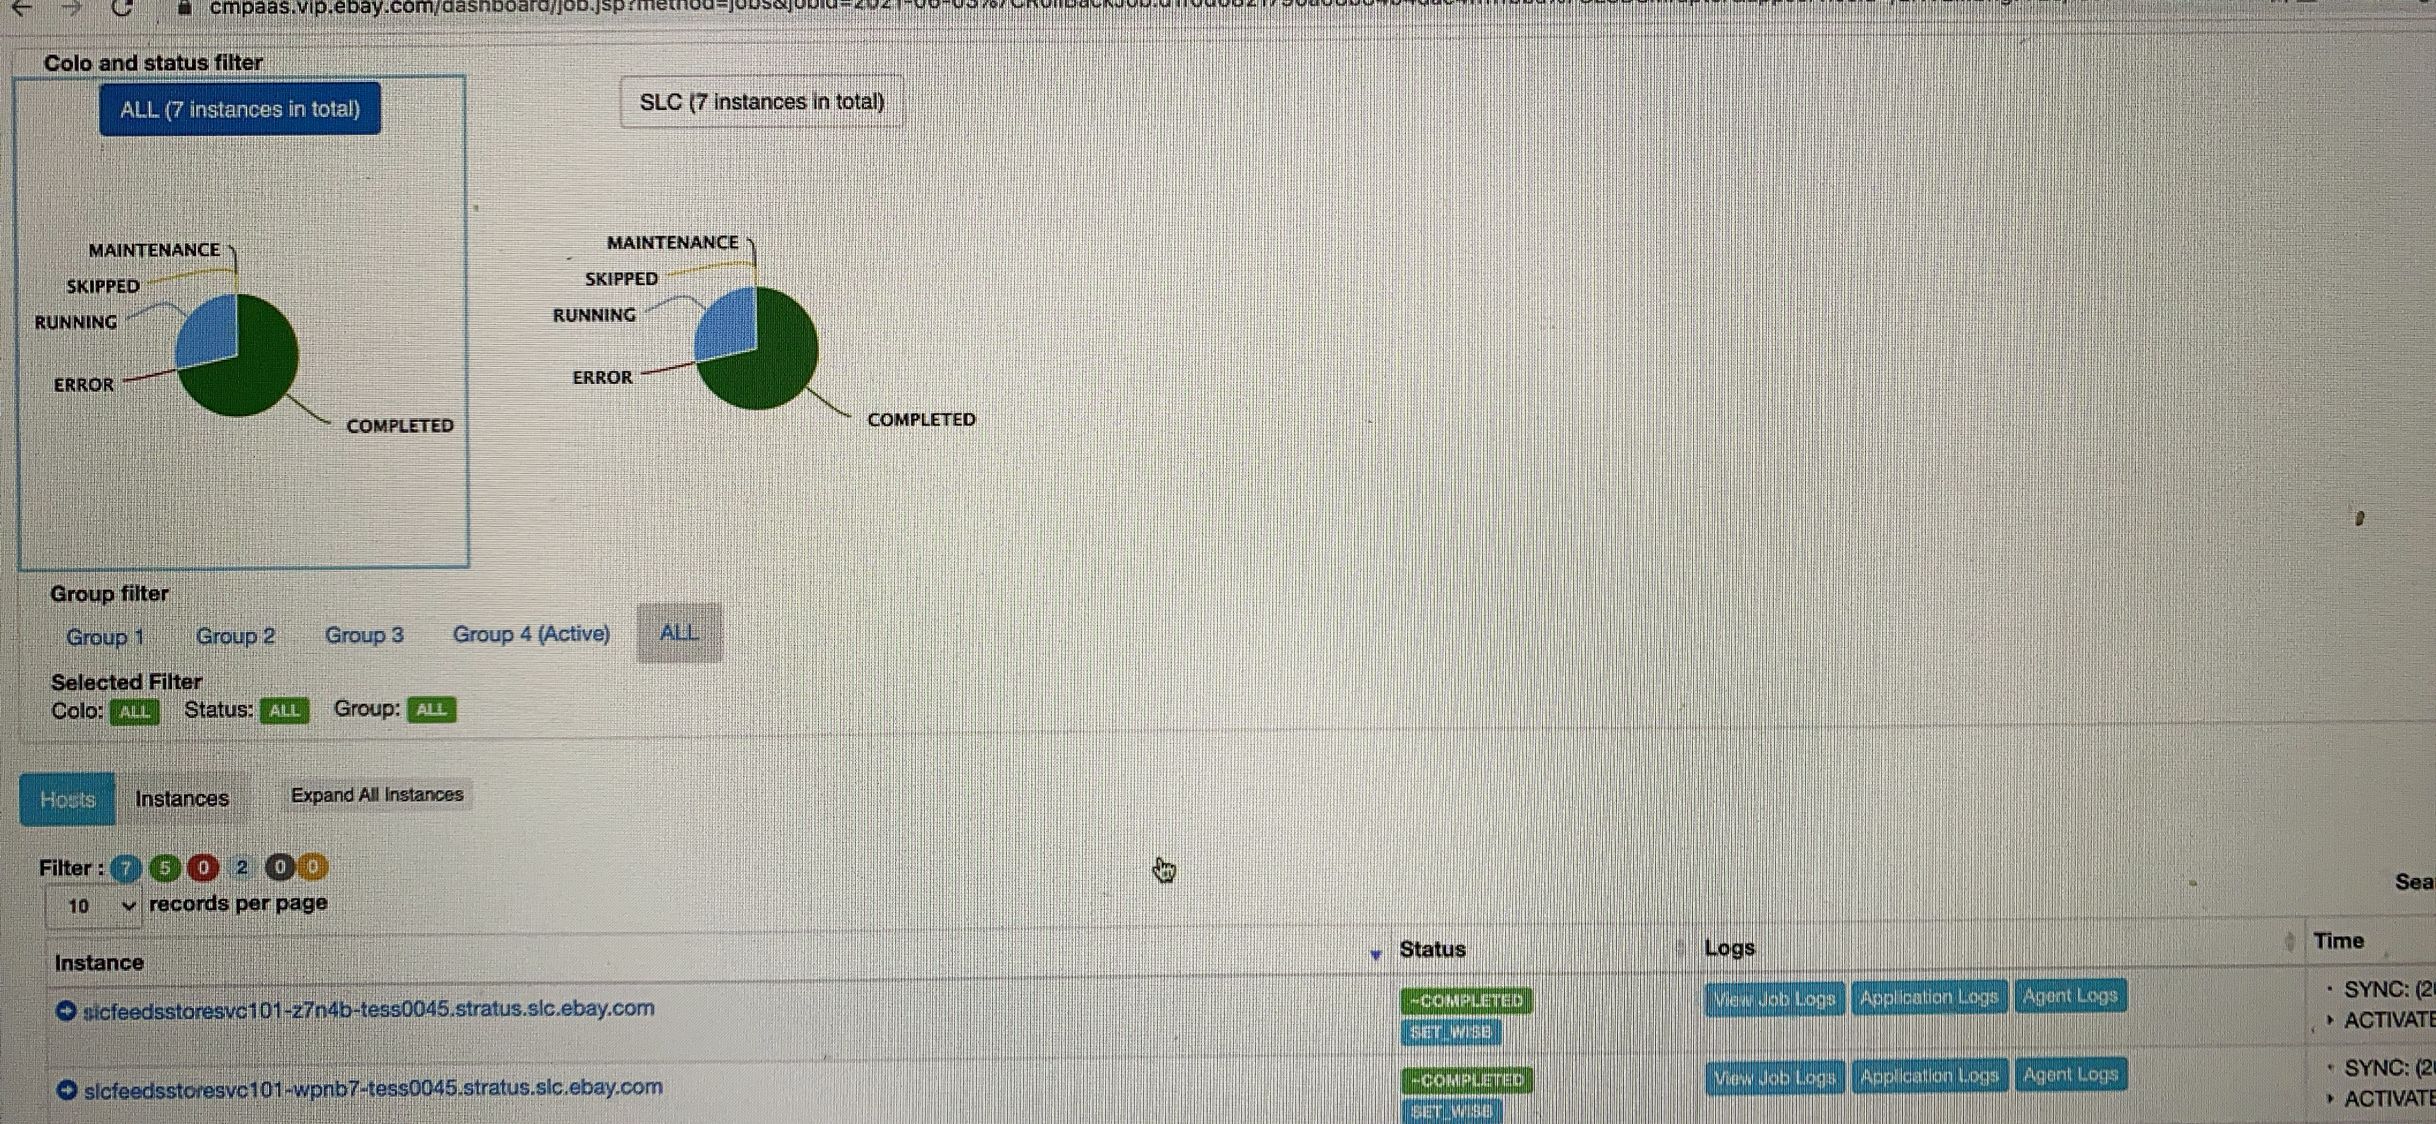 cmpaas.vip.ebay.com/dashboard/job.jsp?method=jobs&jobid=2021-06-03%7CRollbackJob.
Colo and status filter
ALL (7 instances in total)
SLC (7 instances in total)
MAINTENANCE
SKIPPED
RUNNING
ERROR
COMPLETED
MAINTENANCE
SKIPPED
RUNNING
ERROR
COMPLETED
Group filter
Group 1 Group 2 Group 3 Group 4 (Active) ALL
Selected Filter
Colo: ALL Status: ALL Group: ALL
Hosts Instances Expand All Instances
Filter : 7 5 0 2 0 0
10 records per page
Sea
Instance Status Logs Time
slcfeedsstoresvc101-z7n4b-tess0045.stratus.slc.ebay.com ~COMPLETED View Job Logs Application Logs Agent Logs SYNC: (2
SET_WISB ACTIVATE
slcfeedsstoresvc101-wpnb7-tess0045.stratus.slc.ebay.com ~COMPLETED View Job Logs Application Logs Agent Logs SYNC: (2
SET_WISB ACTIVATE